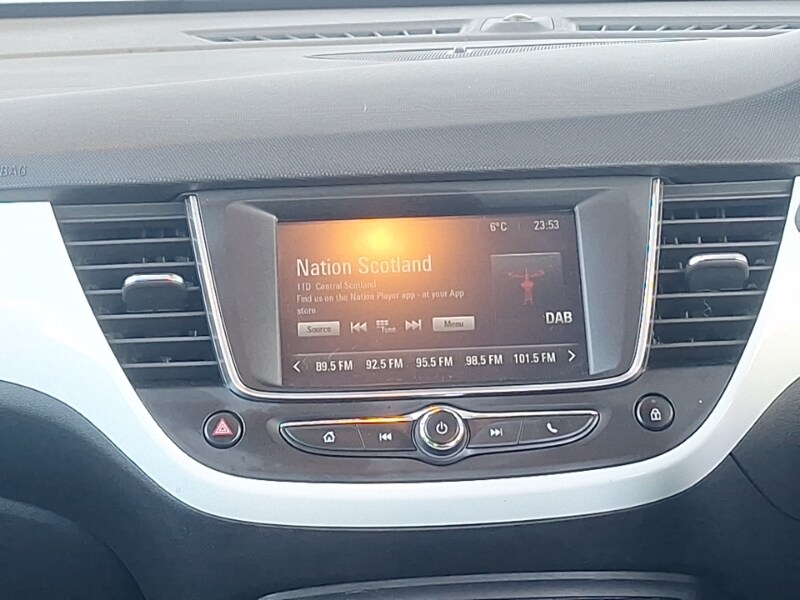 BAG
6°C 23:53
Nation Scotland
11D Central Scotland
Find us on the Nation Player app - at your App
store
Source Tune Menu
DAB
89.5 FM 92.5 FM 95.5 FM 98.5 FM 101.5 FM